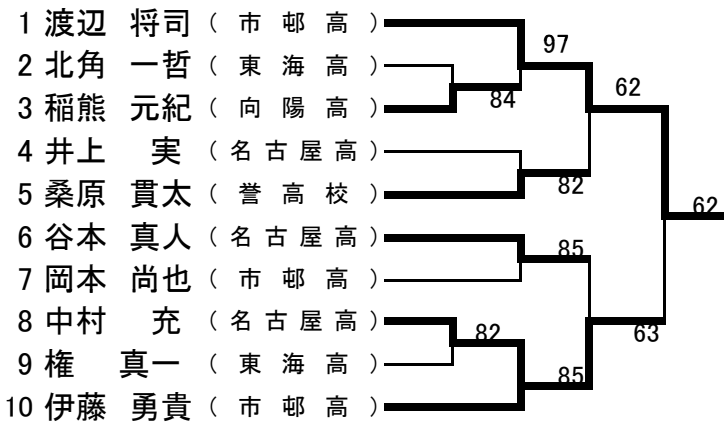 1 渡辺 将司 ( 市 邨 高 )
97
2 北角 一哲 ( 東 海 高 )
62
3 稲熊 元紀 ( 向 陽 高 )
84
4 井上 実 ( 名 古 屋 高 )
5 桑原 貫太 ( 誉 高 校 )
82
62
6 谷本 真人 ( 名 古 屋 高 )
85
7 岡本 尚也 ( 市 邨 高 )
8 中村 充 ( 名 古 屋 高 )
82
63
9 権 真一 ( 東 海 高 )
85
10 伊藤 勇貴 ( 市 邨 高 )